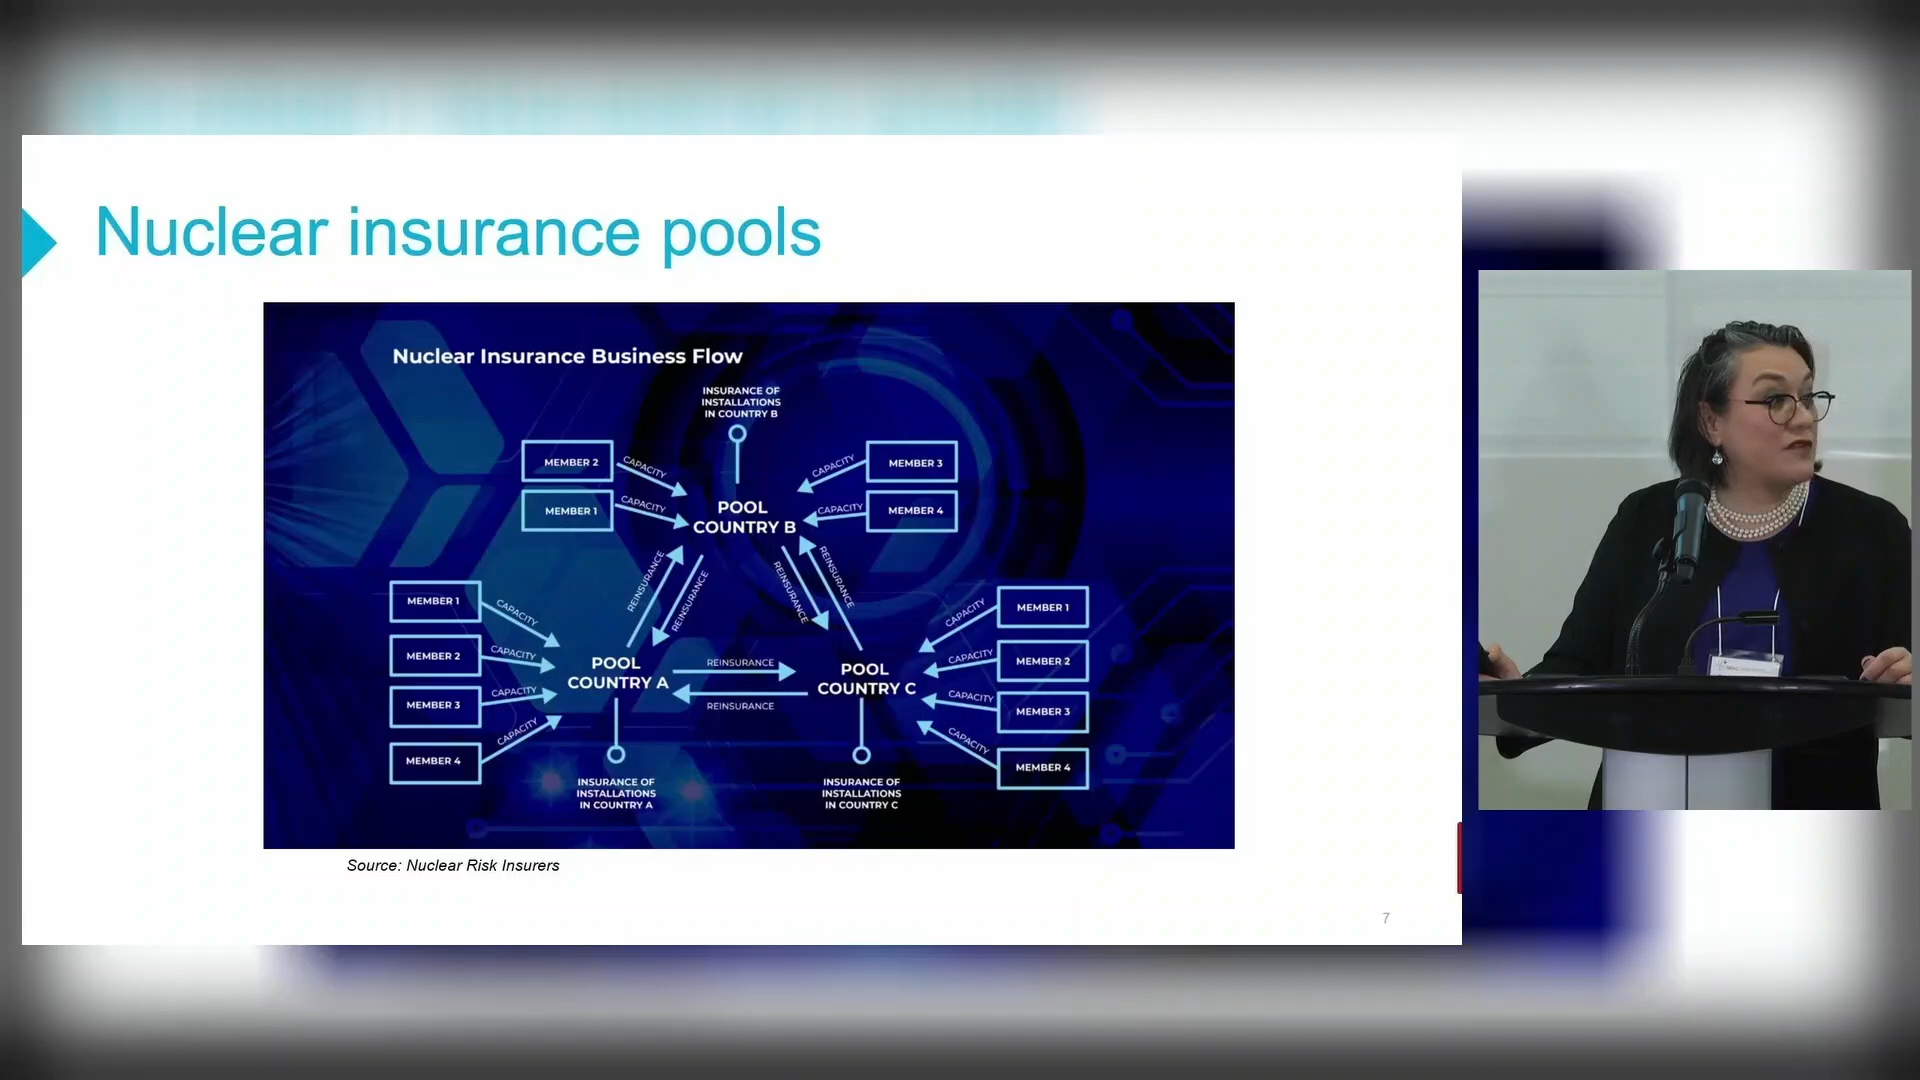 Nuclear insurance pools
Nuclear Insurance Business Flow
INSURANCE OF
INSTALLATIONS
IN COUNTRY B
MEMBER 2
CAPACITY
CAPACITY
MEMBER 3
MEMBER 1
CAPACITY
CAPACITY
MEMBER 4
POOL
COUNTRY B
REINSURANCE
REINSURANCE
REINSURANCE
REINSURANCE
MEMBER 1
CAPACITY
MEMBER 2
CAPACITY
MEMBER 3
CAPACITY
MEMBER 4
CAPACITY
POOL
COUNTRY A
REINSURANCE
REINSURANCE
POOL
COUNTRY C
CAPACITY
MEMBER 1
CAPACITY
MEMBER 2
CAPACITY
MEMBER 3
CAPACITY
MEMBER 4
INSURANCE OF
INSTALLATIONS
IN COUNTRY A
INSURANCE OF
INSTALLATIONS
IN COUNTRY C
Source: Nuclear Risk Insurers
7